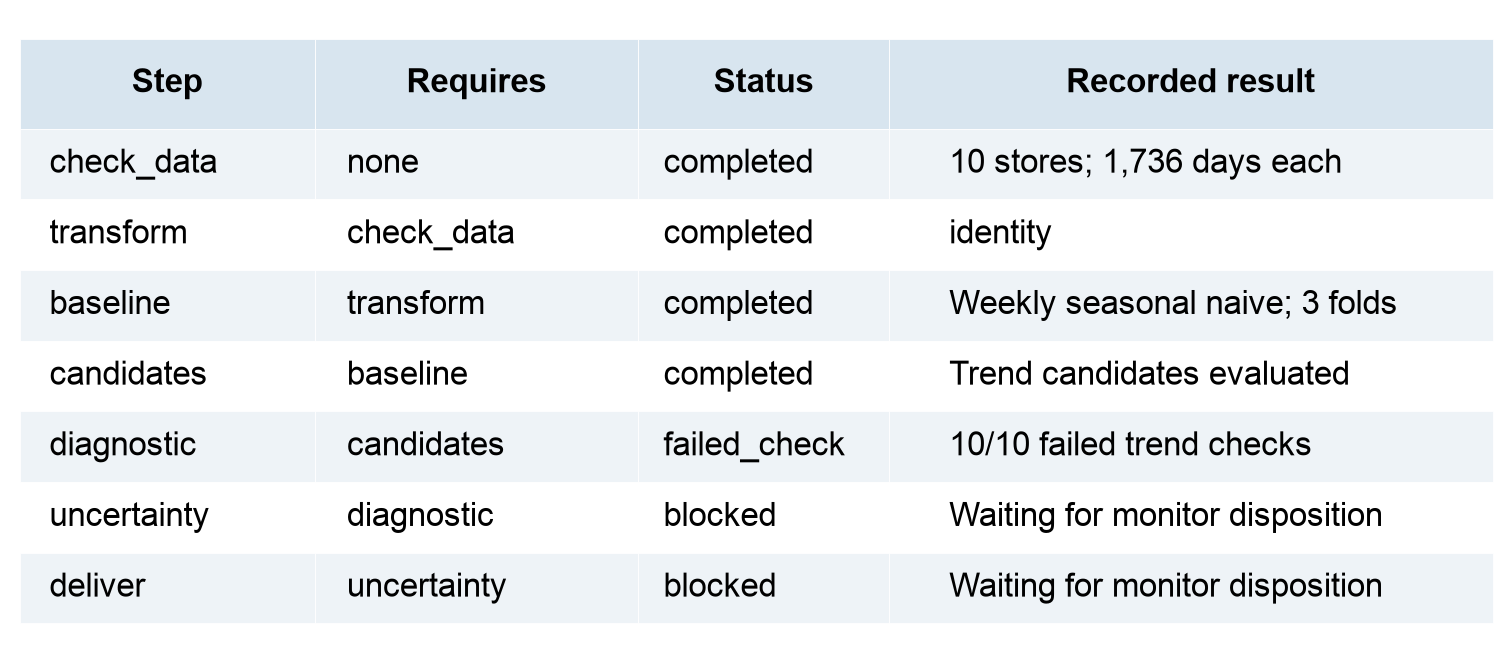 Step Requires Status Recorded result
check_data none completed 10 stores; 1,736 days each
transform check_data completed identity
baseline transform completed Weekly seasonal naive; 3 folds
candidates baseline completed Trend candidates evaluated
diagnostic candidates failed_check 10/10 failed trend checks
uncertainty diagnostic blocked Waiting for monitor disposition
deliver uncertainty blocked Waiting for monitor disposition